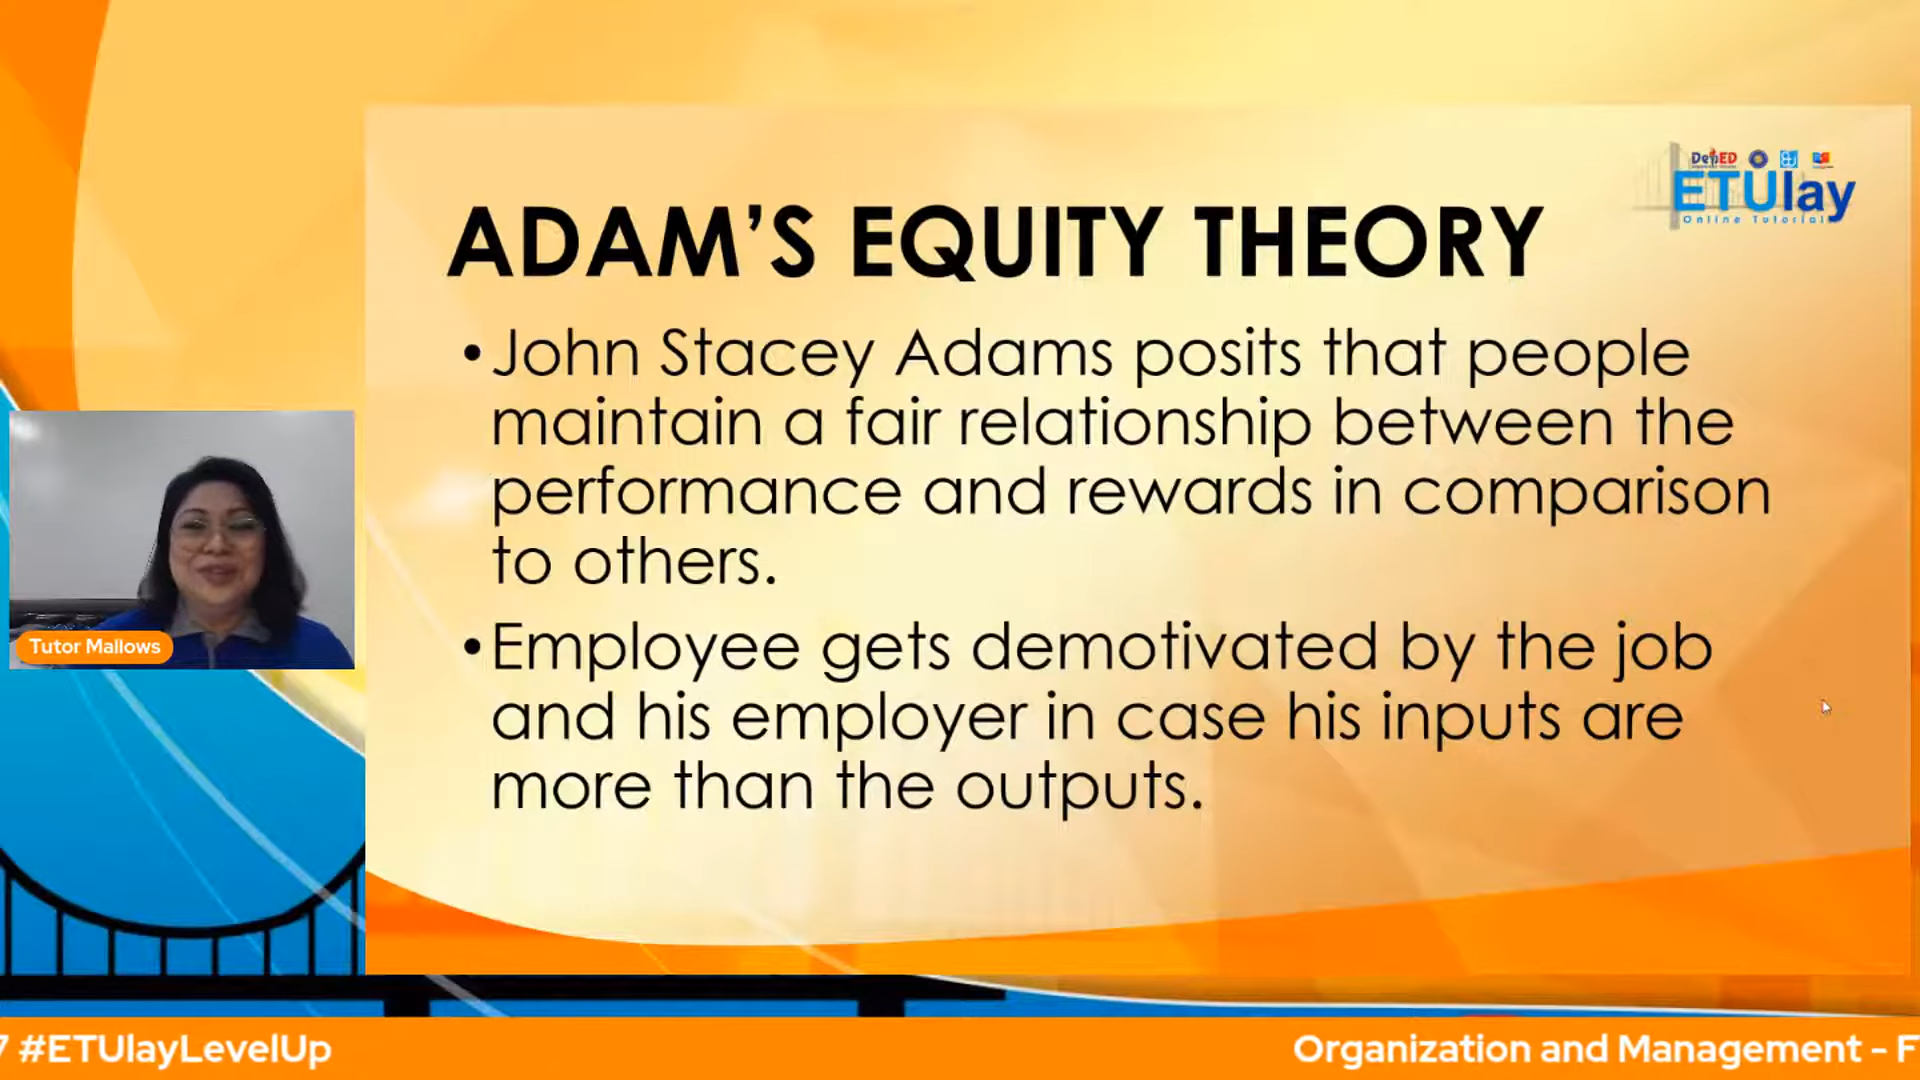 DepED
ETUlay
Online Tutorial
ADAM’S EQUITY THEORY
•John Stacey Adams posits that people
maintain a fair relationship between the
performance and rewards in comparison
to others.
•Employee gets demotivated by the job
and his employer in case his inputs are
more than the outputs.
Tutor Mallows
7 #ETUlayLevelUp
Organization and Management - F